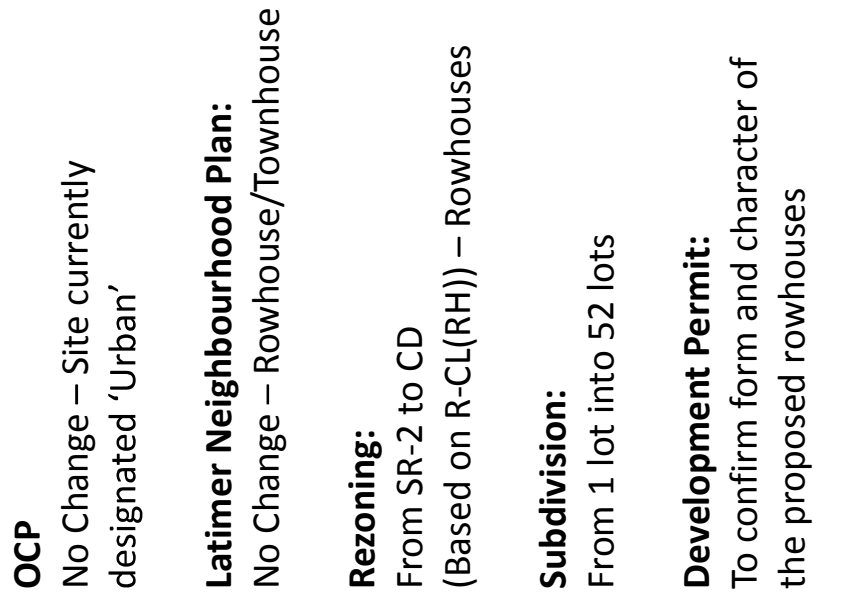 OCP
No Change – Site currently
designated ‘Urban’
Latimer Neighbourhood Plan:
No Change – Rowhouse/Townhouse
Rezoning:
From SR-2 to CD
(Based on R-CL(RH)) – Rowhouses
Subdivision:
From 1 lot into 52 lots
Development Permit:
To confirm form and character of
the proposed rowhouses